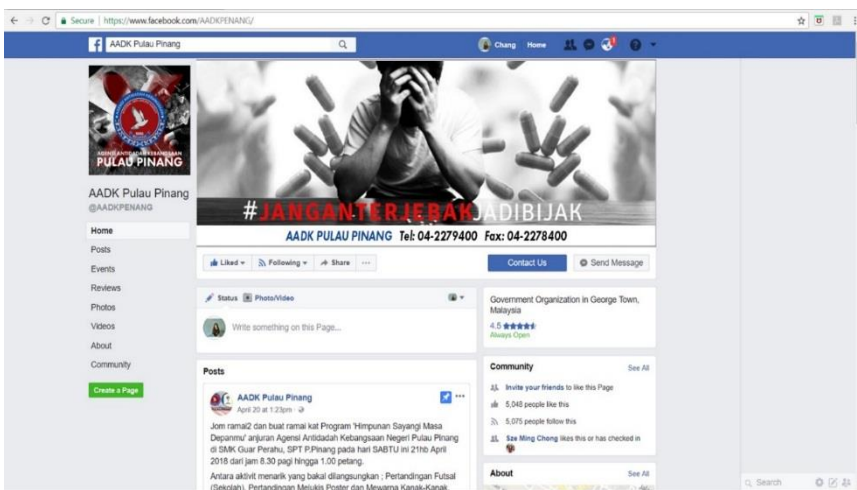 Secure | https://www.facebook.com/AADKPENANG/
AADK Pulau Pinang
Chang Home
PULAU PINANG
AADK Pulau Pinang
@AADKPENANG
Home
Posts
Events
Reviews
Photos
Videos
About
Community
Create a Page
#JANGANTERJEBAKJADIBIJAK
AADK PULAU PINANG Tel: 04-2279400 Fax: 04-2278400
Liked Following Share ...
Contact Us Send Message
Status Photo/Video
Write something on this Page...
Posts
AADK Pulau Pinang
April 20 at 1:23pm
Jom ramai2 dan buat ramai kat Program 'Himpunan Sayangi Masa
Depanmu' anjuran Agensi Antidadah Kebangsaan Negeri Pulau Pinang
di SMK Guar Perahu, SPT P.Pinang pada hari SABTU ini 21hb April
2018 dari jam 8.30 pagi hingga 1.00 petang.
Antara aktivit menarik yang bakal dilangsungkan ; Pertandingan Futsal
(Sekolah), Pertandingan Melukis Poster dan Mewarna Kanak-Kanak,
Government Organization in George Town,
Malaysia
4.5
Always Open
Community See All
Invite your friends to like this Page
5,048 people like this
5,075 people follow this
Sze Ming Chong likes this or has checked in
About See All
Search